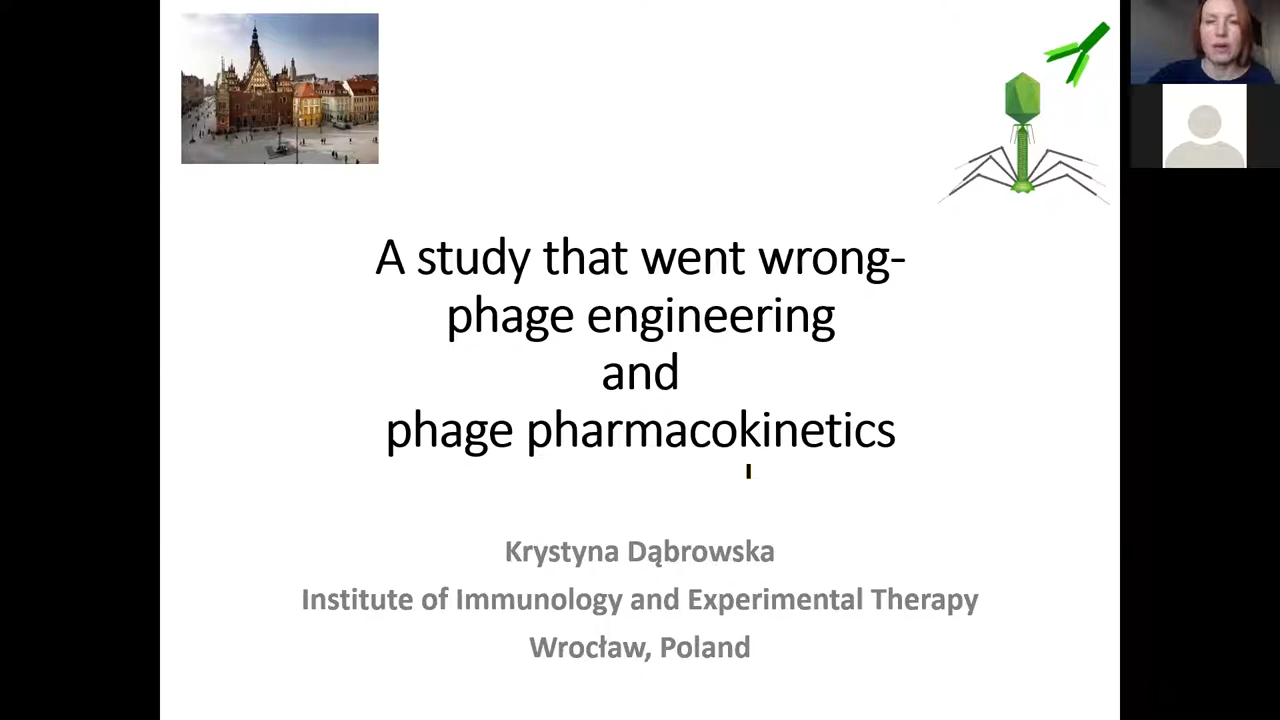 A study that went wrong-
phage engineering
and
phage pharmacokinetics
Krystyna Dąbrowska
Institute of Immunology and Experimental Therapy
Wrocław, Poland